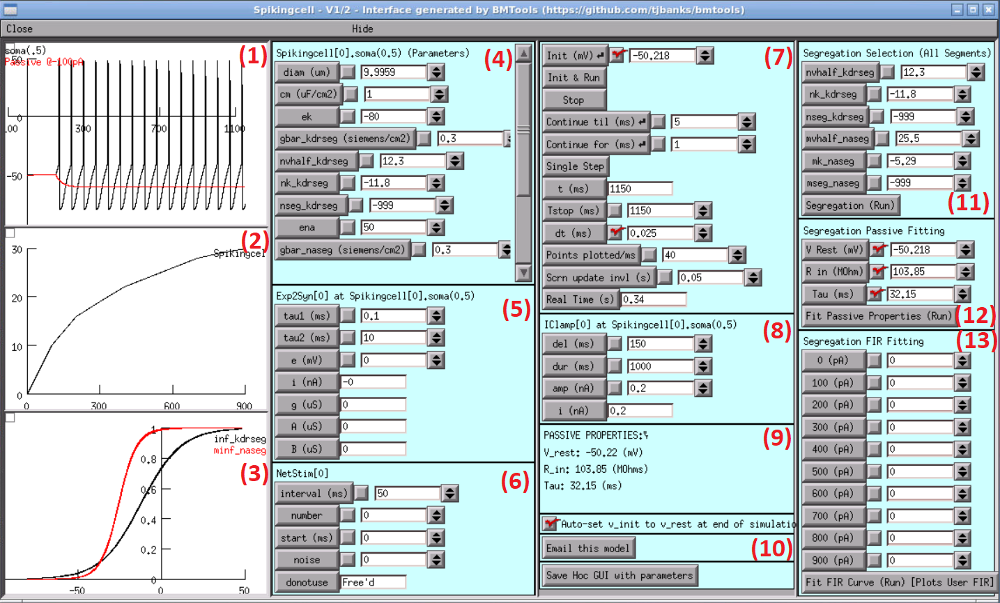 Spikingcell - V1/2 - Interface generated by BMTools (https://github.com/tjbanks/bmtools)
Close Hide
(1)
soma(.5)
50
Passive @-100pA
0
300 700 1100
-50
(2)
30
Spikingcel
20
10
0
0 300 600 900
(3)
1
inf_kdrseg
minf_naseg
0.8
0.6
0.4
0.2
0
-50 0 50
(4)
Spikingcell[0].soma(0.5) (Parameters)
diam (um) 9.9959
cm (uF/cm2) 1
ek -80
gbar_kdrseg (siemens/cm2) 0.3
nvhalf_kdrseg 12.3
nk_kdrseg -11.8
nseg_kdrseg -999
ena 50
gbar_naseg (siemens/cm2) 0.3
Exp2Syn[0] at Spikingcell[0].soma(0.5)
(5)
tau1 (ms) 0.1
tau2 (ms) 10
e (mV) 0
i (nA) -0
g (uS) 0
A (uS) 0
B (uS) 0
NetStim[0]
(6)
interval (ms) 50
number 0
start (ms) 0
noise 0
donotuse Free'd
(7)
Init (mV) -50.218
Init & Run
Stop
Continue til (ms) 5
Continue for (ms) 1
Single Step
t (ms) 1150
Tstop (ms) 1150
dt (ms) 0.025
Points plotted/ms 40
Scrn update invl (s) 0.05
Real Time (s) 0.34
IClamp[0] at Spikingcell[0].soma(0.5)
(8)
del (ms) 150
dur (ms) 1000
amp (nA) 0.2
i (nA) 0.2
PASSIVE PROPERTIES:
(9)
V_rest: -50.22 (mV)
R_in: 103.85 (MOhms)
Tau: 32.15 (ms)
Auto-set v_init to v_rest at end of simulatio
Email this model
(10)
Save Hoc GUI with parameters
Segregation Selection (All Segments)
nvhalf_kdrseg 12.3
nk_kdrseg -11.8
nseg_kdrseg -999
mvhalf_naseg 25.5
mk_naseg -5.29
mseg_naseg -999
Segregation (Run)
(11)
Segregation Passive Fitting
V Rest (mV) -50.218
R in (MOhm) 103.85
Tau (ms) 32.15
Fit Passive Properties (Run)
(12)
Segregation FIR Fitting
(13)
0 (pA) 0
100 (pA) 0
200 (pA) 0
300 (pA) 0
400 (pA) 0
500 (pA) 0
600 (pA) 0
700 (pA) 0
800 (pA) 0
900 (pA) 0
Fit FIR Curve (Run) [Plots User FIR]